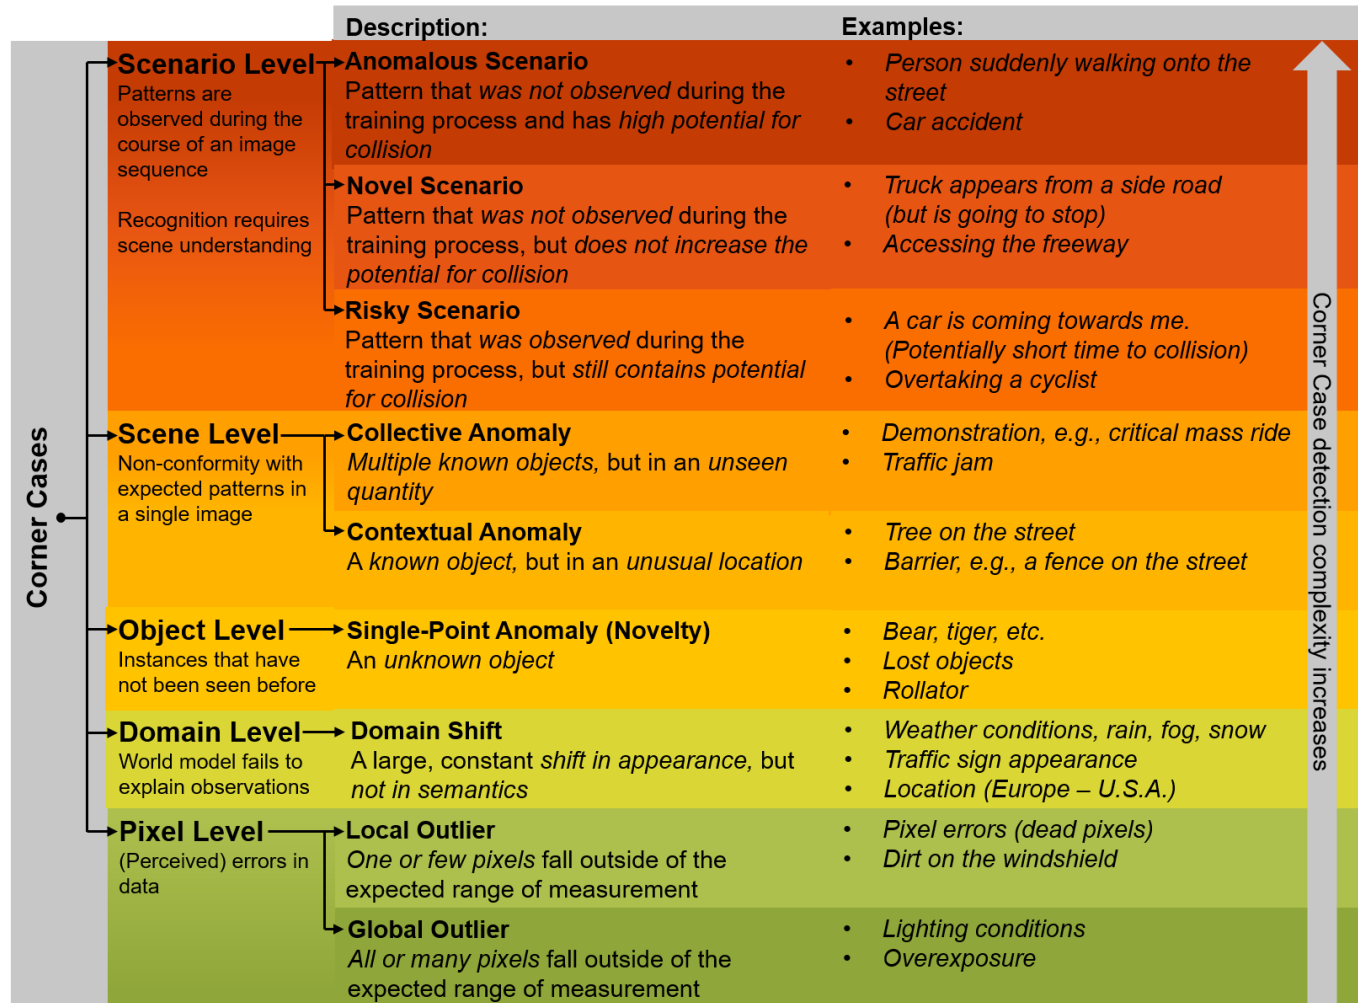 Description:
Examples:
Corner Cases
Scenario Level
Patterns are
observed during the
course of an image
sequence
Recognition requires
scene understanding
Anomalous Scenario
Pattern that was not observed during the
training process and has high potential for
collision
• Person suddenly walking onto the
street
• Car accident
Novel Scenario
Pattern that was not observed during the
training process, but does not increase the
potential for collision
• Truck appears from a side road
(but is going to stop)
• Accessing the freeway
Risky Scenario
Pattern that was observed during the
training process, but still contains potential
for collision
• A car is coming towards me.
(Potentially short time to collision)
• Overtaking a cyclist
Scene Level
Non-conformity with
expected patterns in
a single image
Collective Anomaly
Multiple known objects, but in an unseen
quantity
• Demonstration, e.g., critical mass ride
• Traffic jam
Contextual Anomaly
A known object, but in an unusual location
• Tree on the street
• Barrier, e.g., a fence on the street
Object Level
Instances that have
not been seen before
Single-Point Anomaly (Novelty)
An unknown object
• Bear, tiger, etc.
• Lost objects
• Rollator
Domain Level
World model fails to
explain observations
Domain Shift
A large, constant shift in appearance, but
not in semantics
• Weather conditions, rain, fog, snow
• Traffic sign appearance
• Location (Europe – U.S.A.)
Pixel Level
(Perceived) errors in
data
Local Outlier
One or few pixels fall outside of the
expected range of measurement
• Pixel errors (dead pixels)
• Dirt on the windshield
Global Outlier
All or many pixels fall outside of the
expected range of measurement
• Lighting conditions
• Overexposure
Corner Case detection complexity increases